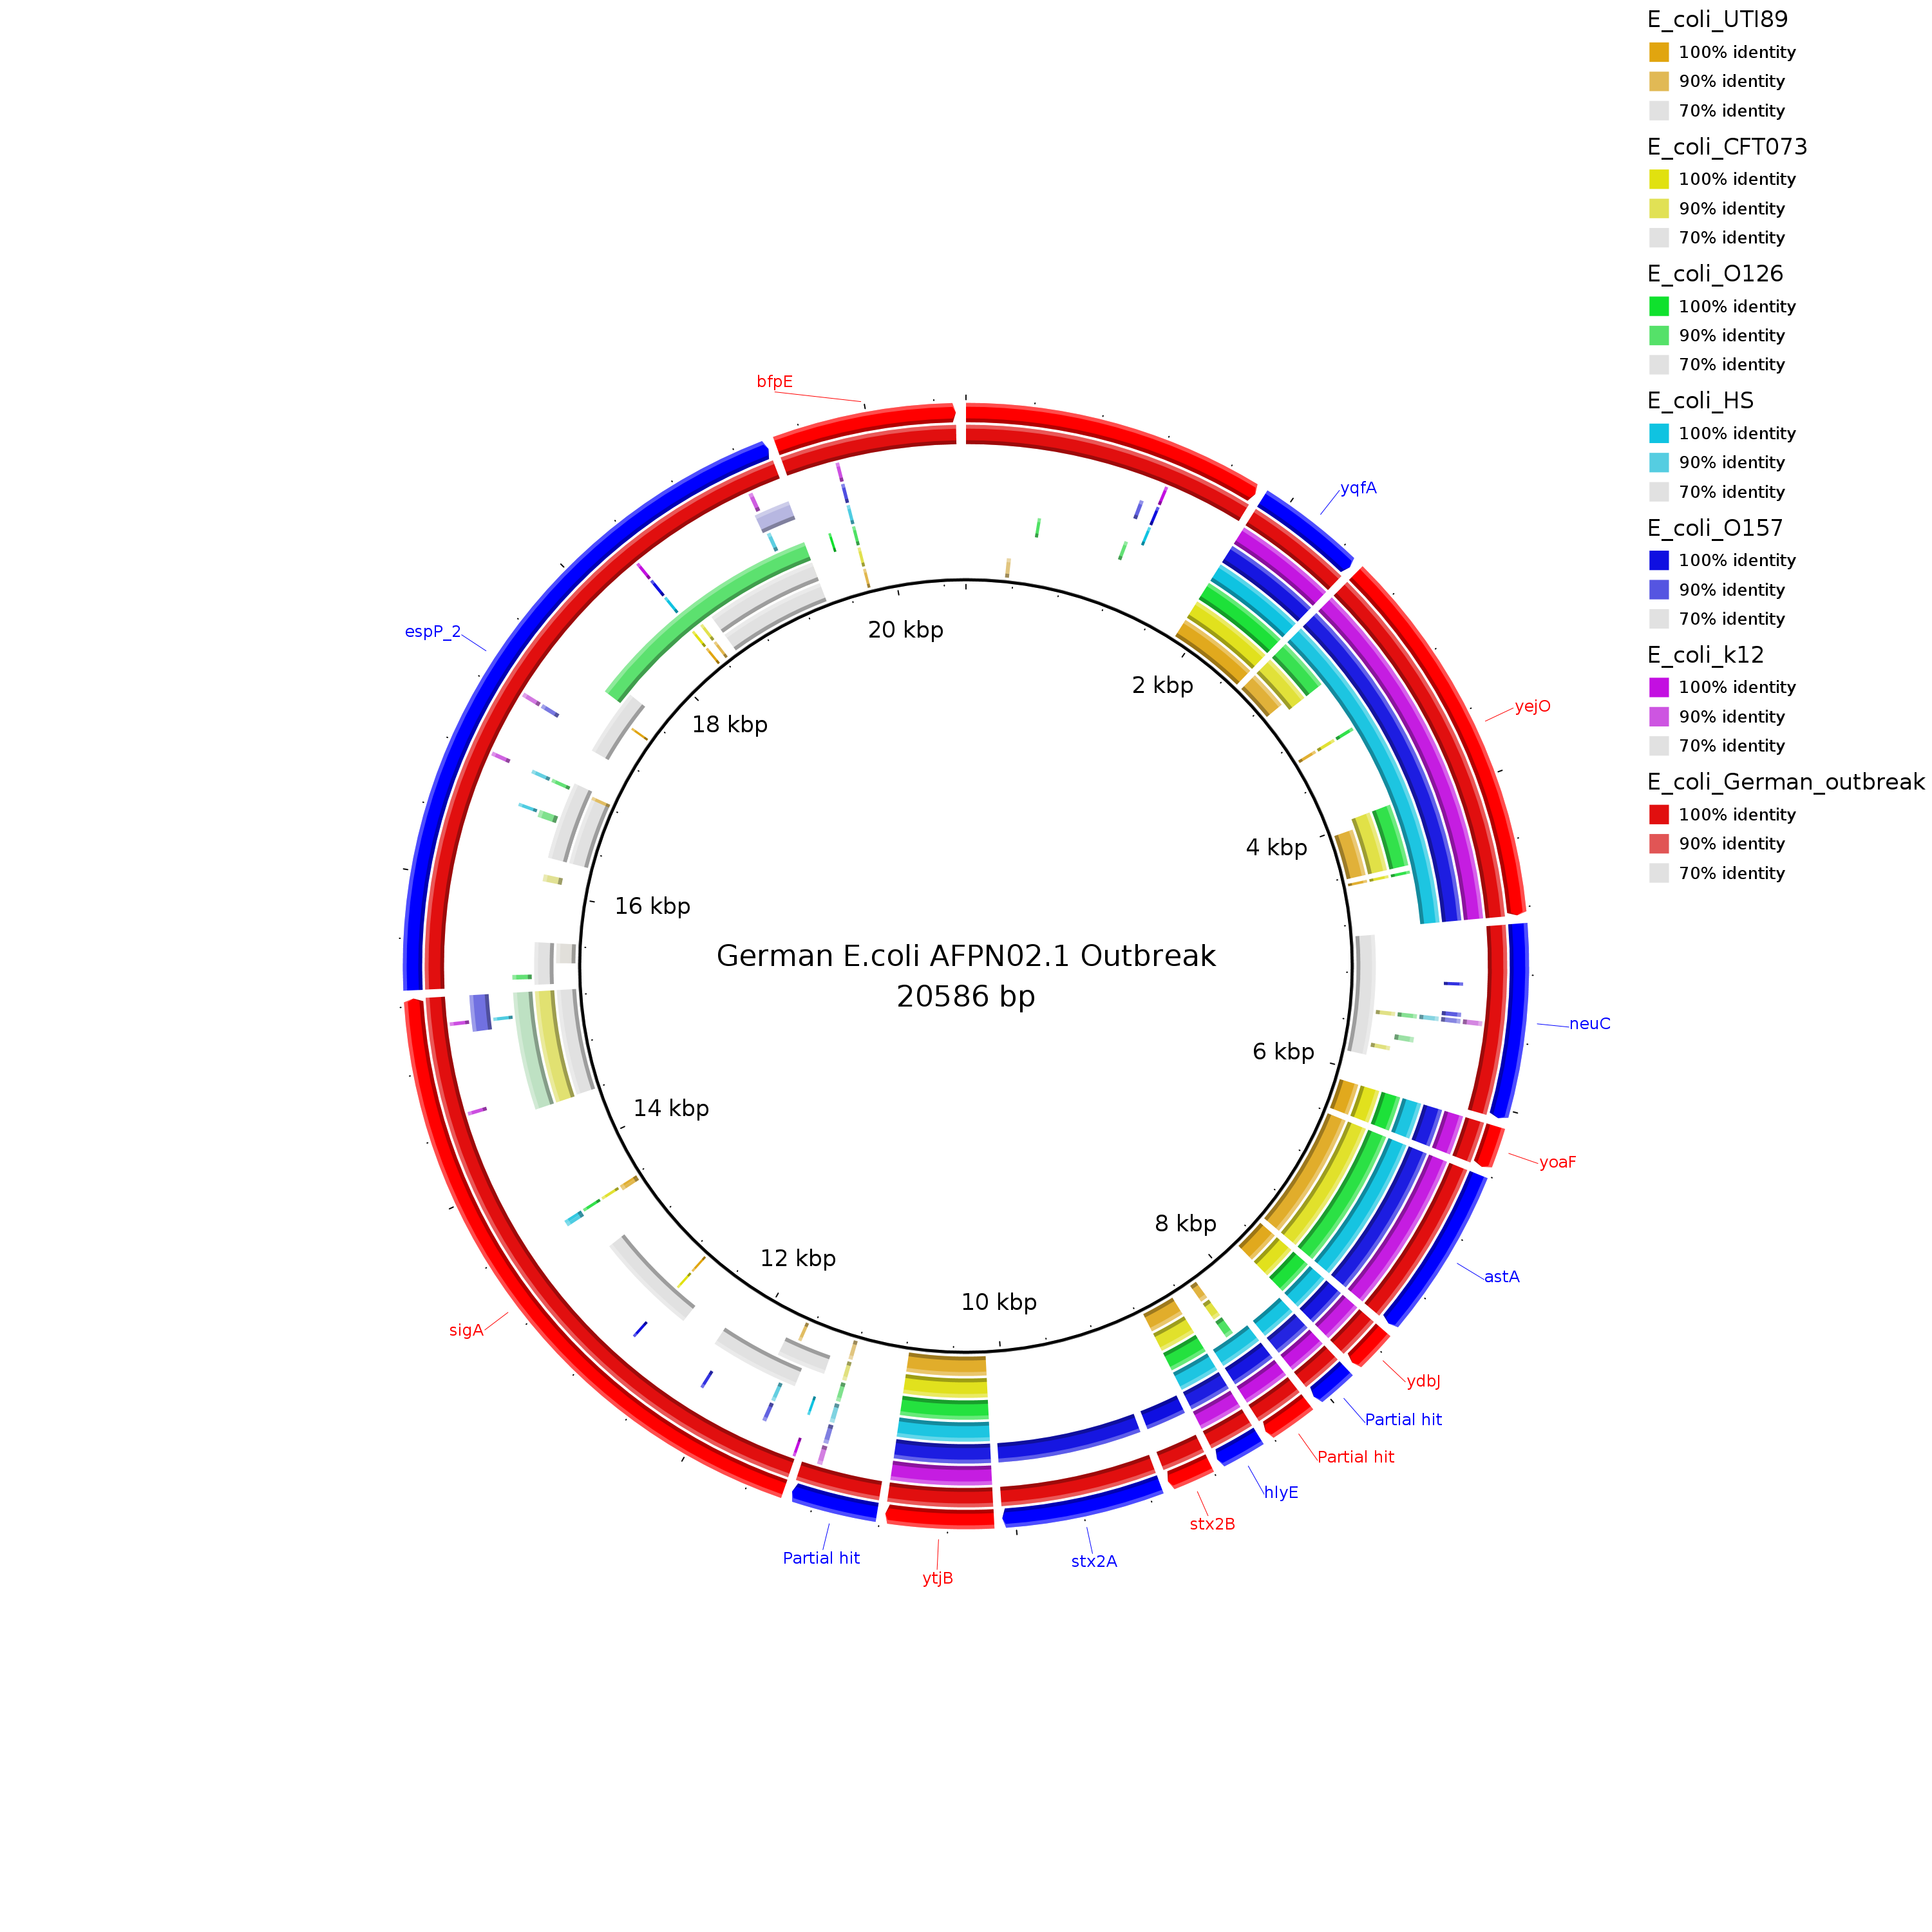 E_coli_UTI89
100% identity
90% identity
70% identity
E_coli_CFT073
100% identity
90% identity
70% identity
E_coli_O126
100% identity
90% identity
70% identity
E_coli_HS
100% identity
90% identity
70% identity
E_coli_O157
100% identity
90% identity
70% identity
E_coli_k12
100% identity
90% identity
70% identity
E_coli_German_outbreak
100% identity
90% identity
70% identity
bfpE
yqfA
espP_2
20 kbp
2 kbp
yejO
18 kbp
4 kbp
16 kbp
German E.coli AFPN02.1 Outbreak
20586 bp
neuC
6 kbp
14 kbp
yoaF
8 kbp
12 kbp
astA
10 kbp
sigA
ydbJ
Partial hit
Partial hit
hlyE
stx2B
Partial hit
stx2A
ytjB